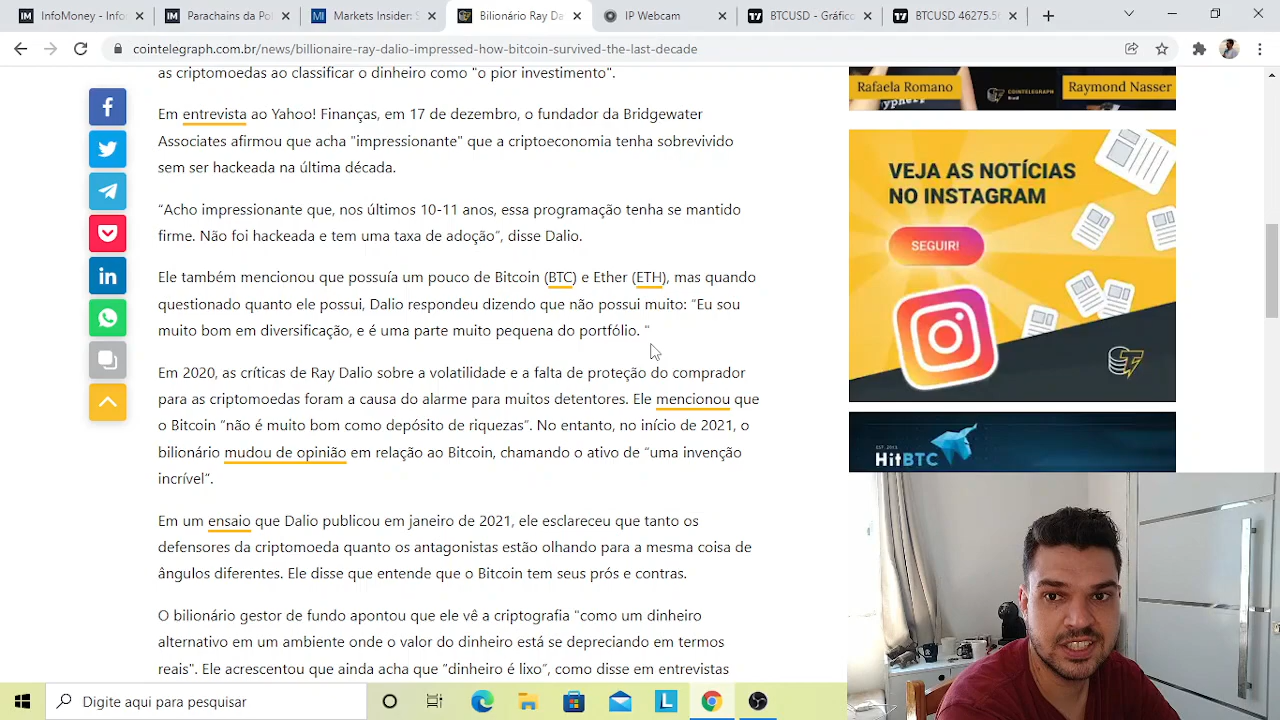 Marcado para o Poi
Panchain prome
Insiders: S
Bilionário Ray Da
IP Welcome
BTCUSD - Ga
BTCUSD 46275.5
cointelegraph.com.br/news/billionaire-ray-dalio-impressed-how-bitcoin-survived-the-last-decade
as criptomoedas ao classificar o dinheiro como "o pior investimento".
Em entrevista ao Yahoo! Finanças, em 17 de dezembro, o fundador da Bridgewater
Associates afirmou que acha "impressionante" que a criptoeconomia tenha sobrevivido
sem ser hackeada na última década.
“Acho impressionante que, nos últimos 10-11 anos, essa programação tenha se mantido
firme. Não foi hackeada e tem uma taxa de adoção”, disse Dalio.
Ele também mencionou que possuía um pouco de Bitcoin (BTC) e Ether (ETH), mas quando
questionado quanto ele possui. Dalio respondeu dizendo que não possui muito: “Eu sou
muito bom em diversificação, e é uma parte muito pequena do portfólio. "
Em 2020, as críticas de Ray Dalio sobre a volatilidade e a falta de proteção do comprador
para as criptomoedas foram a causa do alarme para muitos detentores. Ele mencionou que
o Bitcoin “não é muito bom como depósito de riquezas”. No entanto, no início de 2021, o
bilionário mudou de opinião em relação ao Bitcoin, chamando o ativo de “uma invenção
incrível“.
Em um ensaio que Dalio publicou em janeiro de 2021, ele esclareceu que tanto os
defensores da criptomoeda quanto os antagonistas estão olhando para a mesma coisa de
ângulos diferentes. Ele disse que entende que o Bitcoin tem seus prós e contras.
O bilionário gestor de fundo apontou que ele vê a criptografia “como um dinheiro
alternativo em um ambiente onde o valor do dinheiro está se depreciando em termos
reais”. Ele acrescentou que ainda acha que “dinheiro é lixo”, como disse em entrevistas
Rafaela Romano
COINTELEGRAPH
Brasil
Raymond Nasser
VEJA AS NOTÍCIAS
NO INSTAGRAM
SEGUIR!
EST. 2013
HitBTC
Digite aqui para pesquisar